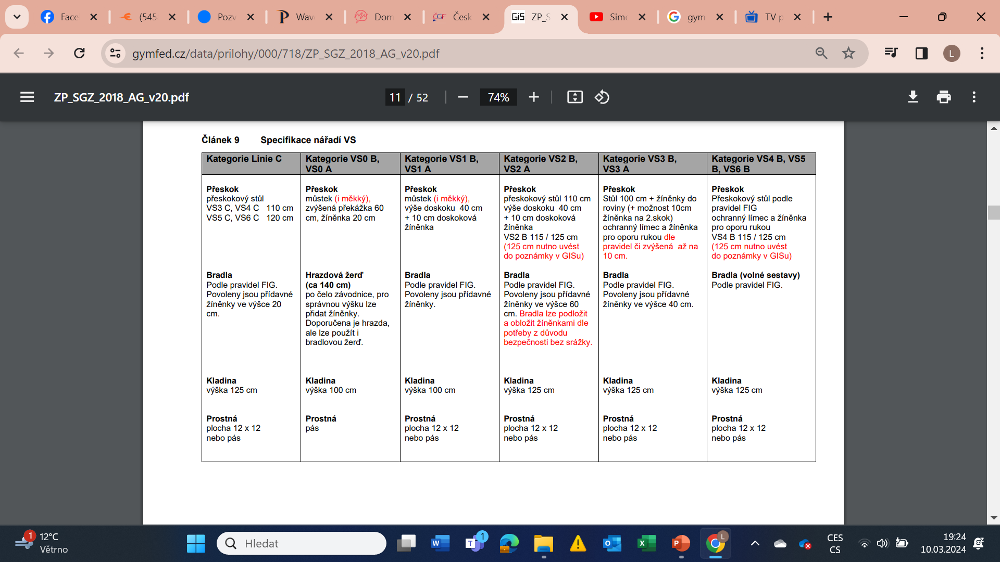 Face
(545
Pozv
Wav
Dom
Česk
GIS
ZP_S
Simo
gym
TV p
gymfed.cz/data/prilohy/000/718/ZP_SGZ_2018_AG_v20.pdf
L
ZP_SGZ_2018_AG_v20.pdf
11 / 52
74%
Článek 9 Specifikace nářadí VS
Kategorie Linie C
Přeskok
přeskokový stůl
VS3 C, VS4 C 110 cm
VS5 C, VS6 C 120 cm
Bradla
Podle pravidel FIG.
Povoleny jsou přídavné
žíněnky ve výšce 20
cm.
Kladina
výška 125 cm
Prostná
plocha 12 x 12
nebo pás
Kategorie VS0 B,
VS0 A
Přeskok
můstek (i měkký),
zvýšená překážka 60
cm, žíněnka 20 cm
Hrazdová žerď
(ca 140 cm)
po čelo závodnice, pro
správnou výšku lze
přidat žíněnky.
Doporučena je hrazda,
ale lze použít i
bradlovou žerď.
Kladina
výška 100 cm
Prostná
pás
Kategorie VS1 B,
VS1 A
Přeskok
můstek (i měkký),
výše doskoku 40 cm
+ 10 cm doskoková
žíněnka
Bradla
Podle pravidel FIG.
Povoleny jsou přídavné
žíněnky.
Kladina
výška 100 cm
Prostná
plocha 12 x 12
nebo pás
Kategorie VS2 B,
VS2 A
Přeskok
přeskokový stůl 110 cm
výše doskoku 40 cm
+ 10 cm doskoková
žíněnka
VS2 B 115 / 125 cm
(125 cm nutno uvést
do poznámky v GISu)
Bradla
Podle pravidel FIG.
Povoleny jsou přídavné
žíněnky ve výšce 60
cm. Bradla lze podložit
a obložit žíněnkami dle
potřeby z důvodu
bezpečnosti bez srážky.
Kladina
výška 125 cm
Prostná
plocha 12 x 12
nebo pás
Kategorie VS3 B,
VS3 A
Přeskok
Stůl 100 cm + žíněnky do
roviny (+ možnost 10cm
žíněnka na 2.skok)
ochranný límec a žíněnka
pro oporu rukou dle
pravidel či zvýšená až na
10 cm.
Bradla
Podle pravidel FIG.
Povoleny jsou přídavné
žíněnky ve výšce 40 cm.
Kladina
výška 125 cm
Prostná
plocha 12 x 12
nebo pás
Kategorie VS4 B, VS5
B, VS6 B
Přeskok
Přeskokový stůl podle
pravidel FIG
ochranný límec a žíněnka
pro oporu rukou
VS4 B 115 / 125 cm
(125 cm nutno uvést
do poznámky v GISu)
Bradla (volné sestavy)
Podle pravidel FIG.
Kladina
výška 125 cm
Prostná
plocha 12 x 12
nebo pás
1
12°C
Větrno
Hledat
1
L
CES
CS
19:24
10.03.2024